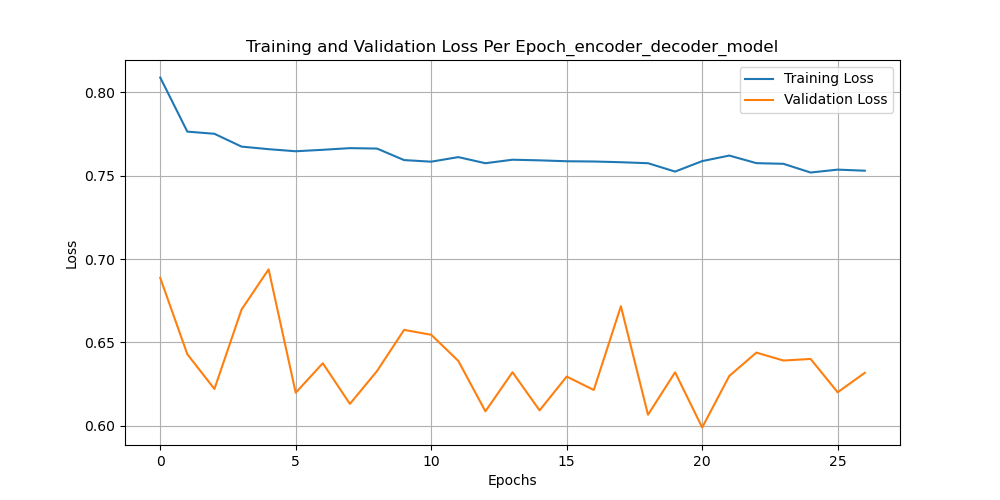 Training and Validation Loss Per Epoch_encoder_decoder_model
Training Loss
Validation Loss
Loss
0.80
0.75
0.70
0.65
0.60
0 5 10 15 20 25
Epochs